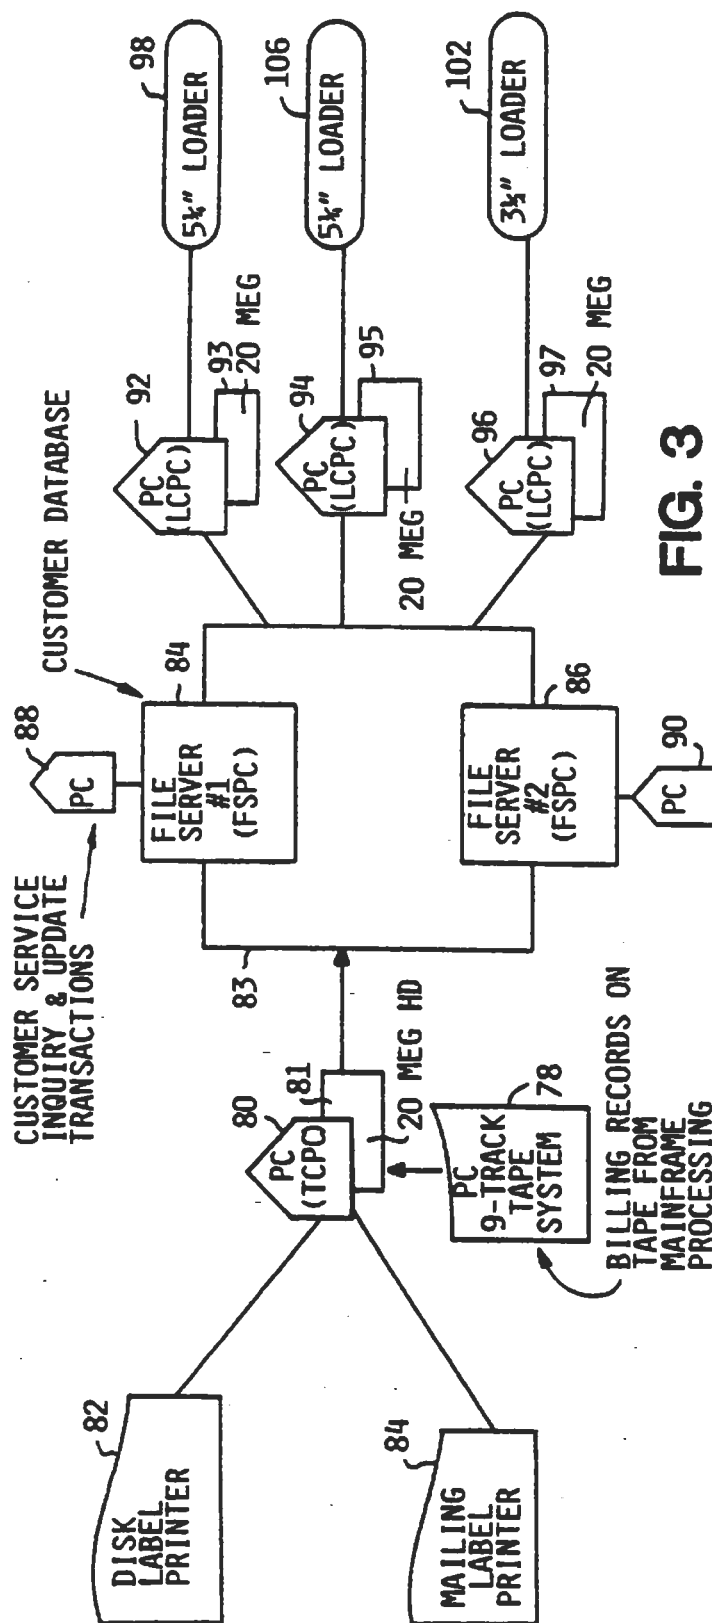 CUSTOMER SERVICE
INQUIRY & UPDATE
TRANSACTIONS
88
PC
CUSTOMER DATABASE
84
FILE
SERVER
#1
(FSPC)
83
82
DISK
LABEL
PRINTER
84
MAILING
LABEL
PRINTER
80
PC
(TCPC)
81
20 MEG HD
78
PC
9-TRACK
TAPE
SYSTEM
BILLING RECORDS ON
TAPE FROM
MAINFRAME
PROCESSING
86
FILE
SERVER
#2
(FSPC)
90
PC
92
PC
(LCPC)
93
20 MEG
98
5¼" LOADER
94
PC
(LCPC)
95
20 MEG
106
5¼" LOADER
96
PC
(LCPC)
97
20 MEG
102
3½" LOADER
FIG. 3